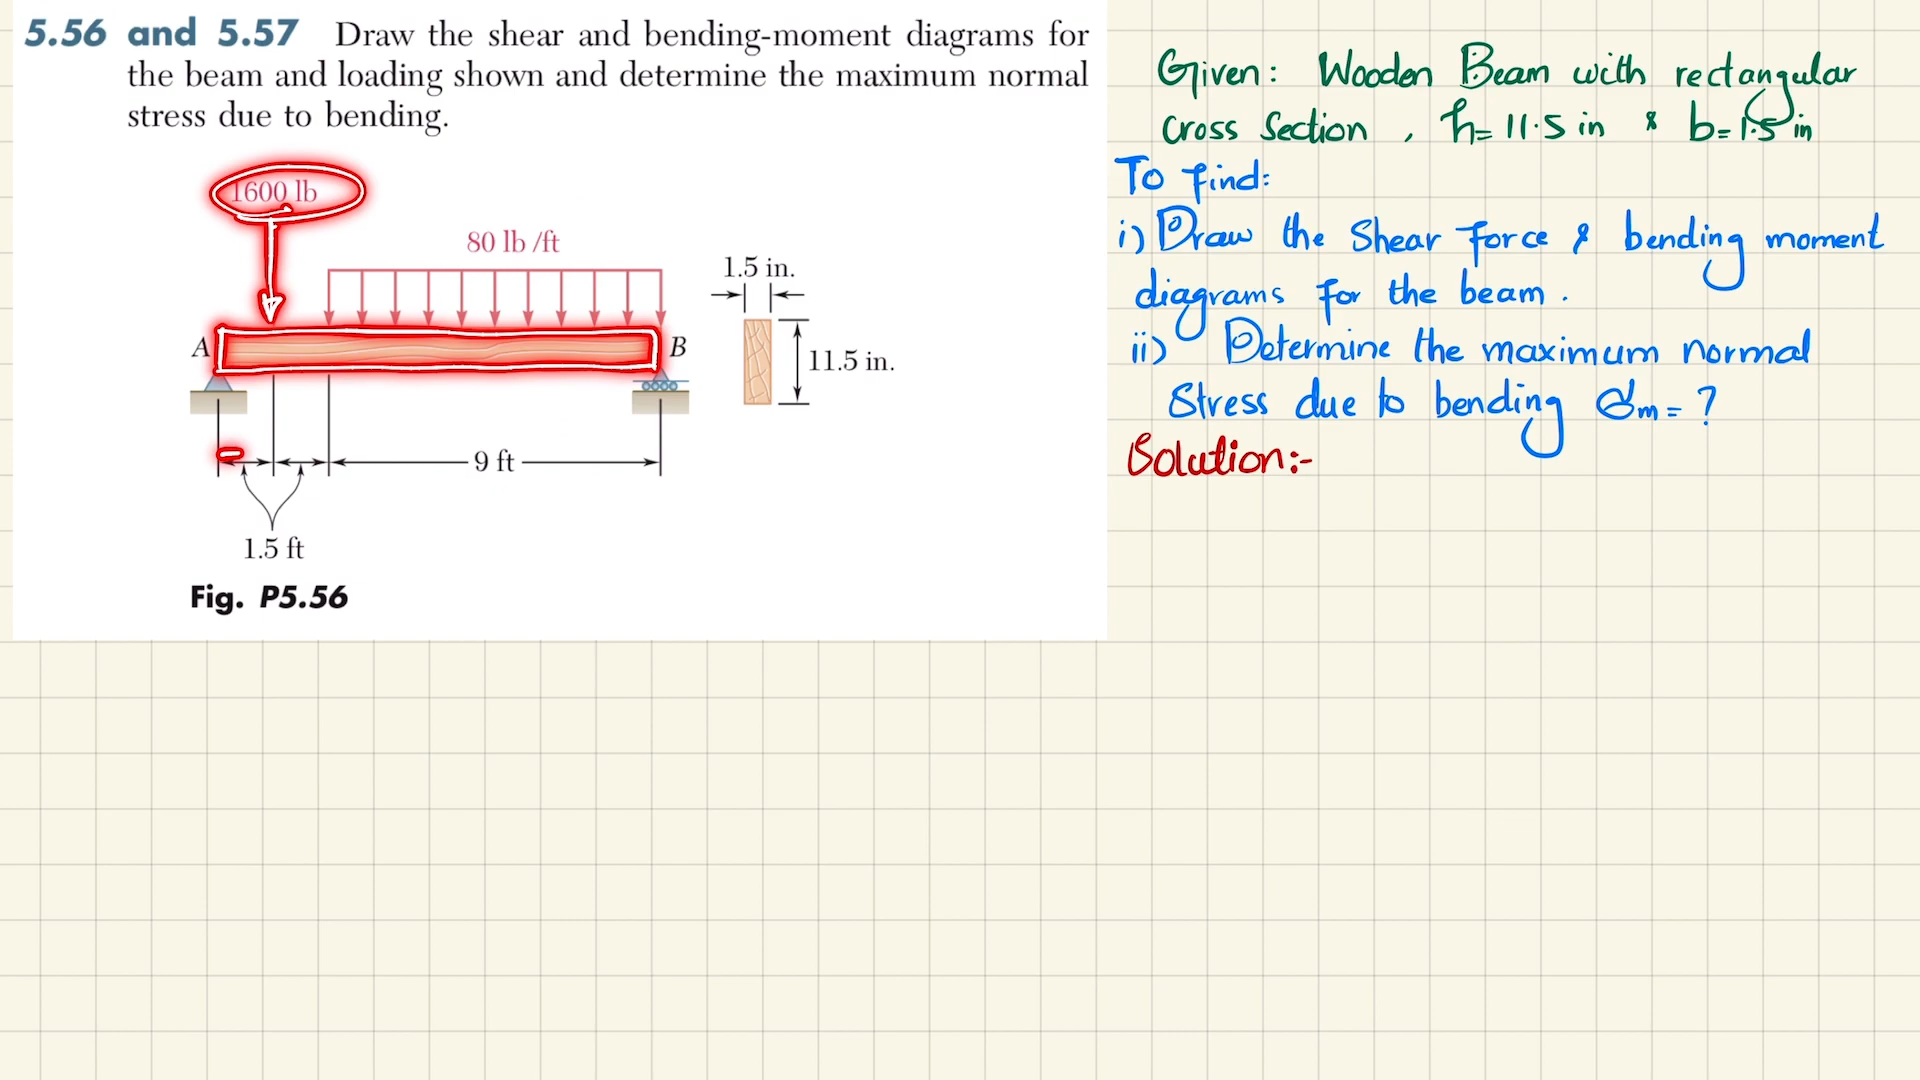 5.56 and 5.57 Draw the shear and bending-moment diagrams for
the beam and loading shown and determine the maximum normal
stress due to bending.
1600 lb
80 lb/ft
1.5 in.
A
B
11.5 in.
9 ft
1.5 ft
Fig. P5.56
Given: Wooden Beam with rectangular
cross section, h= 11.5 in & b= 1.5 in
To find:
i) Draw the Shear force & bending moment
diagrams for the beam.
ii) Determine the maximum normal
stress due to bending σm = ?
Solution:-